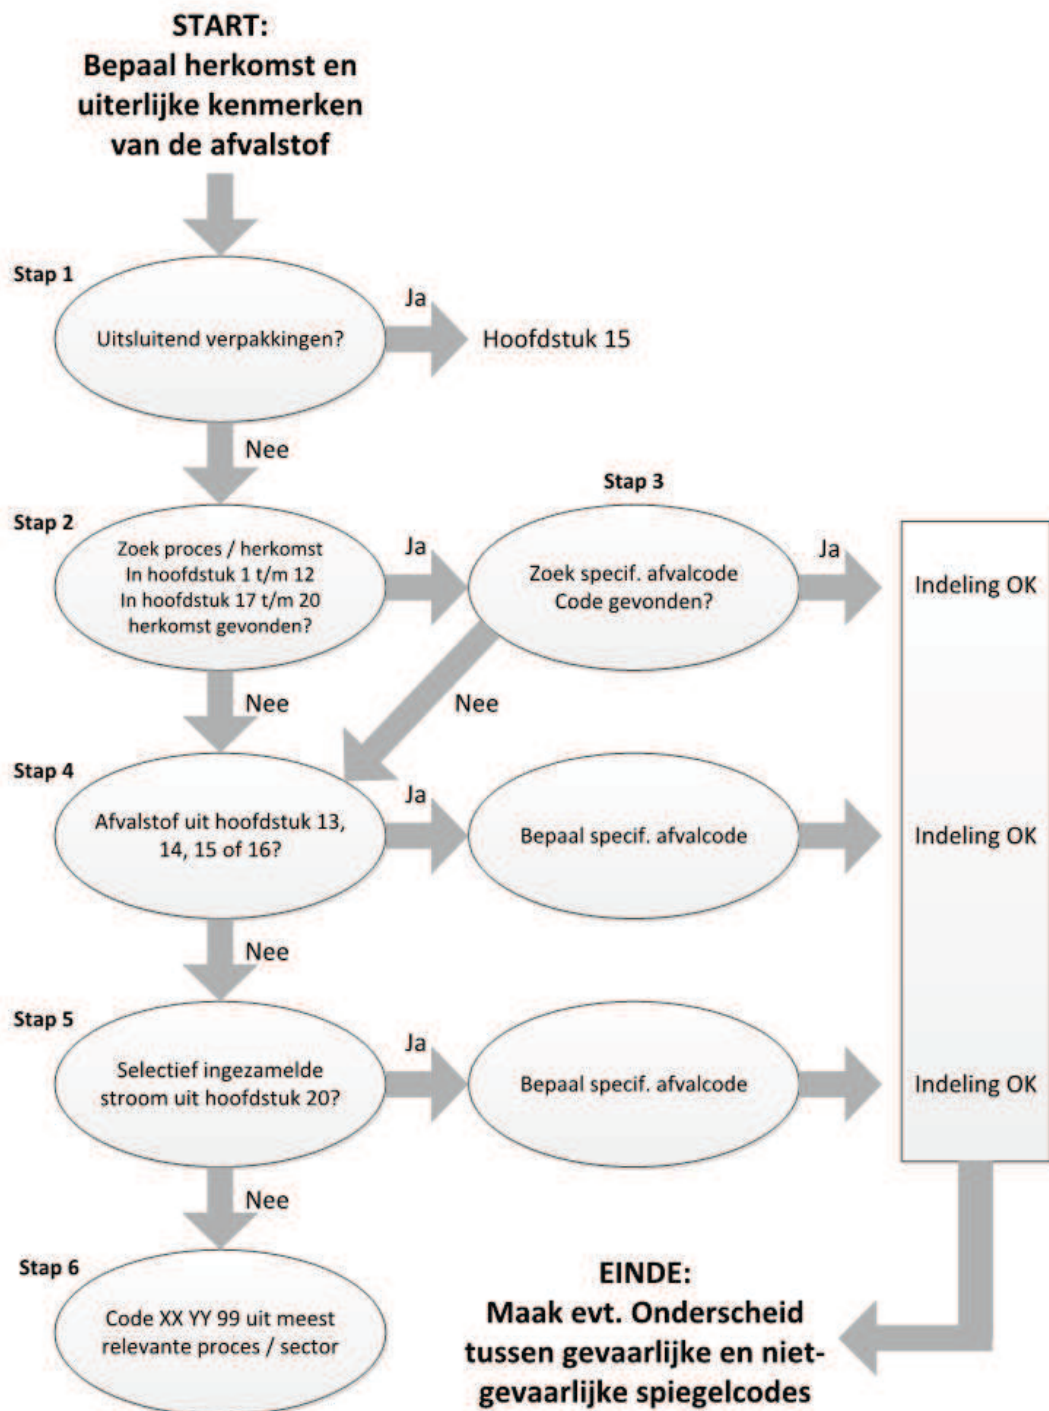 START:
Bepaal herkomst en
uiterlijke kenmerken
van de afvalstof
Stap 1
Uitsluitend verpakkingen?
Ja
Hoofdstuk 15
Nee
Stap 2
Zoek proces / herkomst
In hoofdstuk 1 t/m 12
In hoofdstuk 17 t/m 20
herkomst gevonden?
Ja
Stap 3
Zoek specif. afvalcode
Code gevonden?
Ja
Indeling OK
Nee
Nee
Stap 4
Afvalstof uit hoofdstuk 13,
14, 15 of 16?
Ja
Bepaal specif. afvalcode
Indeling OK
Nee
Stap 5
Selectief ingezamelde
stroom uit hoofdstuk 20?
Ja
Bepaal specif. afvalcode
Indeling OK
Nee
Stap 6
Code XX YY 99 uit meest
relevante proces / sector
EINDE:
Maak evt. Onderscheid
tussen gevaarlijke en niet-
gevaarlijke spiegelcodes